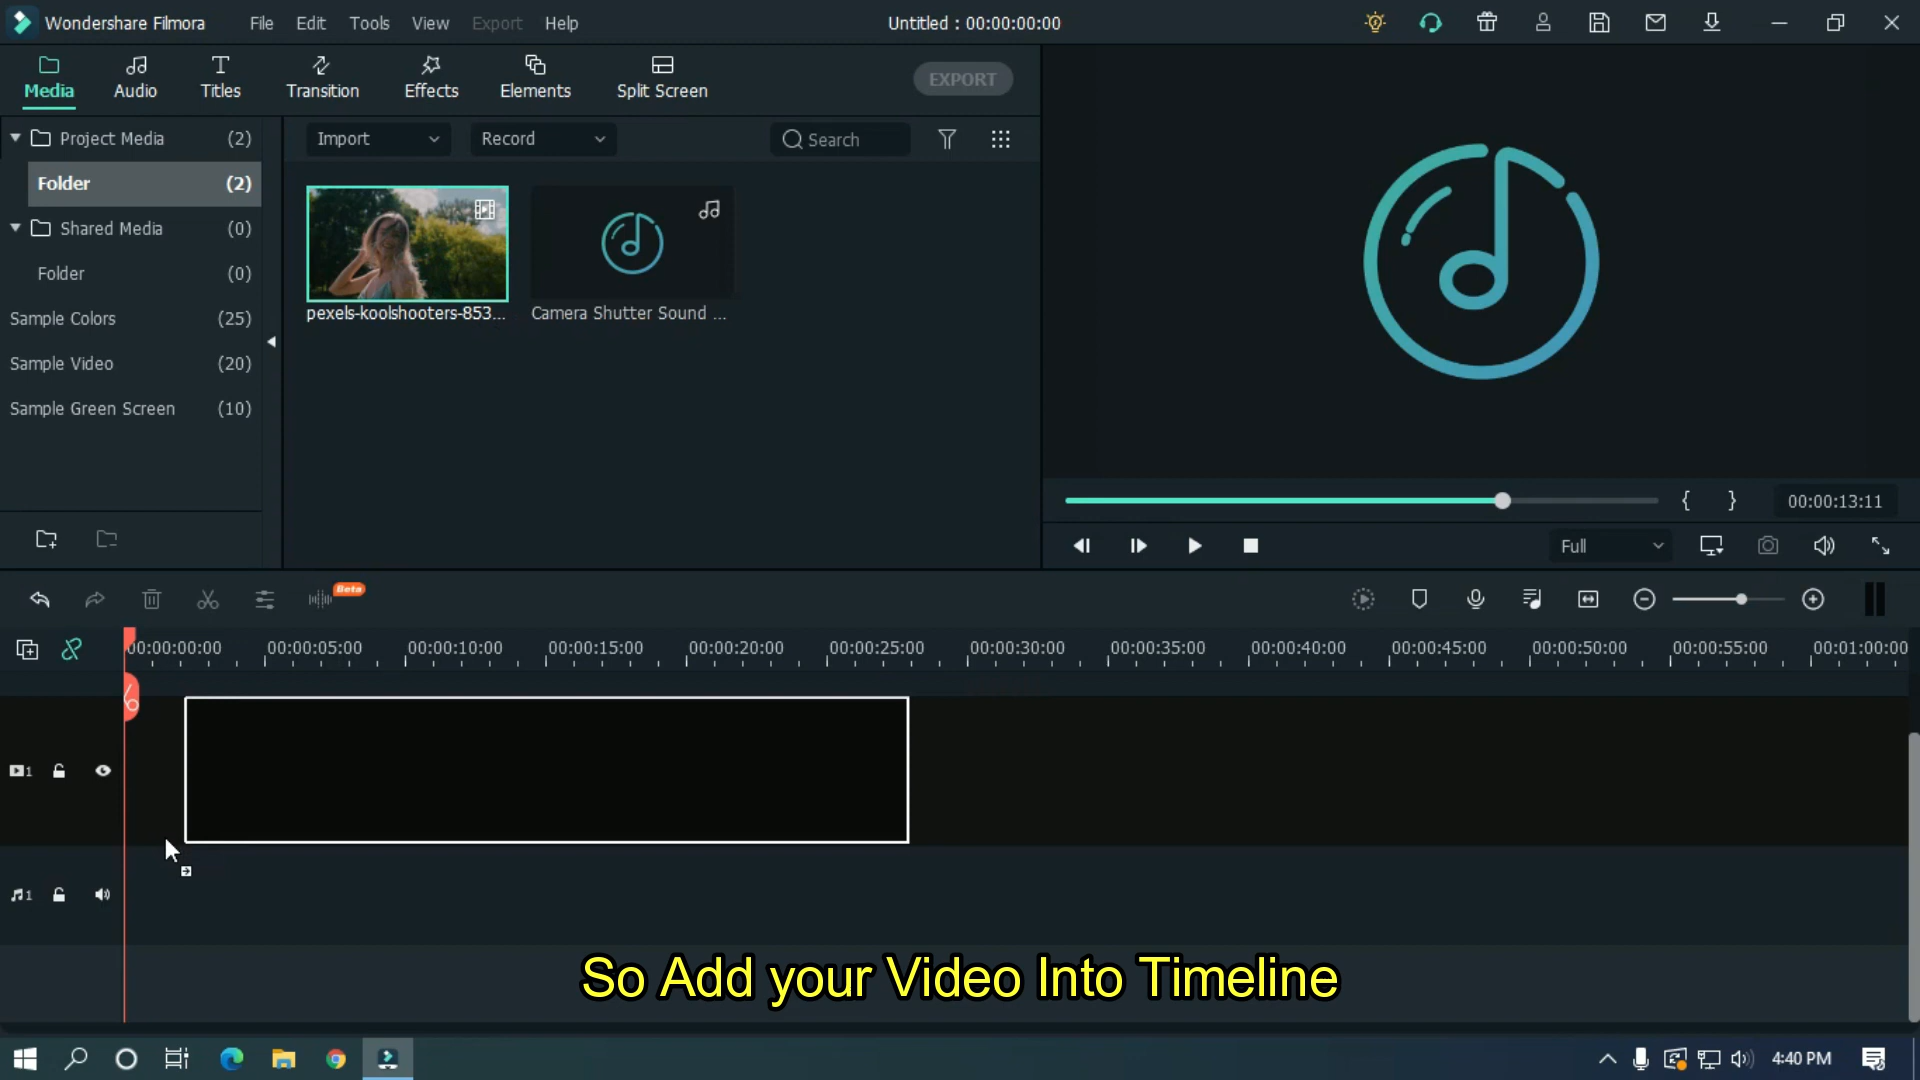 Wondershare Filmora
File
Edit
Tools
View
Export
Help
Untitled : 00:00:00:00
Media
Audio
Titles
Transition
Effects
Elements
Split Screen
EXPORT
Project Media (2)
Folder (2)
Shared Media (0)
Folder (0)
Sample Colors (25)
Sample Video (20)
Sample Green Screen (10)
Import
Record
Search
pexels-koolshooters-853...
Camera Shutter Sound ...
{ }
00:00:13:11
Full
Beta
00:00:00:00
00:00:05:00
00:00:10:00
00:00:15:00
00:00:20:00
00:00:25:00
00:00:30:00
00:00:35:00
00:00:40:00
00:00:45:00
00:00:50:00
00:00:55:00
00:01:00:00
1
1
So Add your Video Into Timeline
4:40 PM